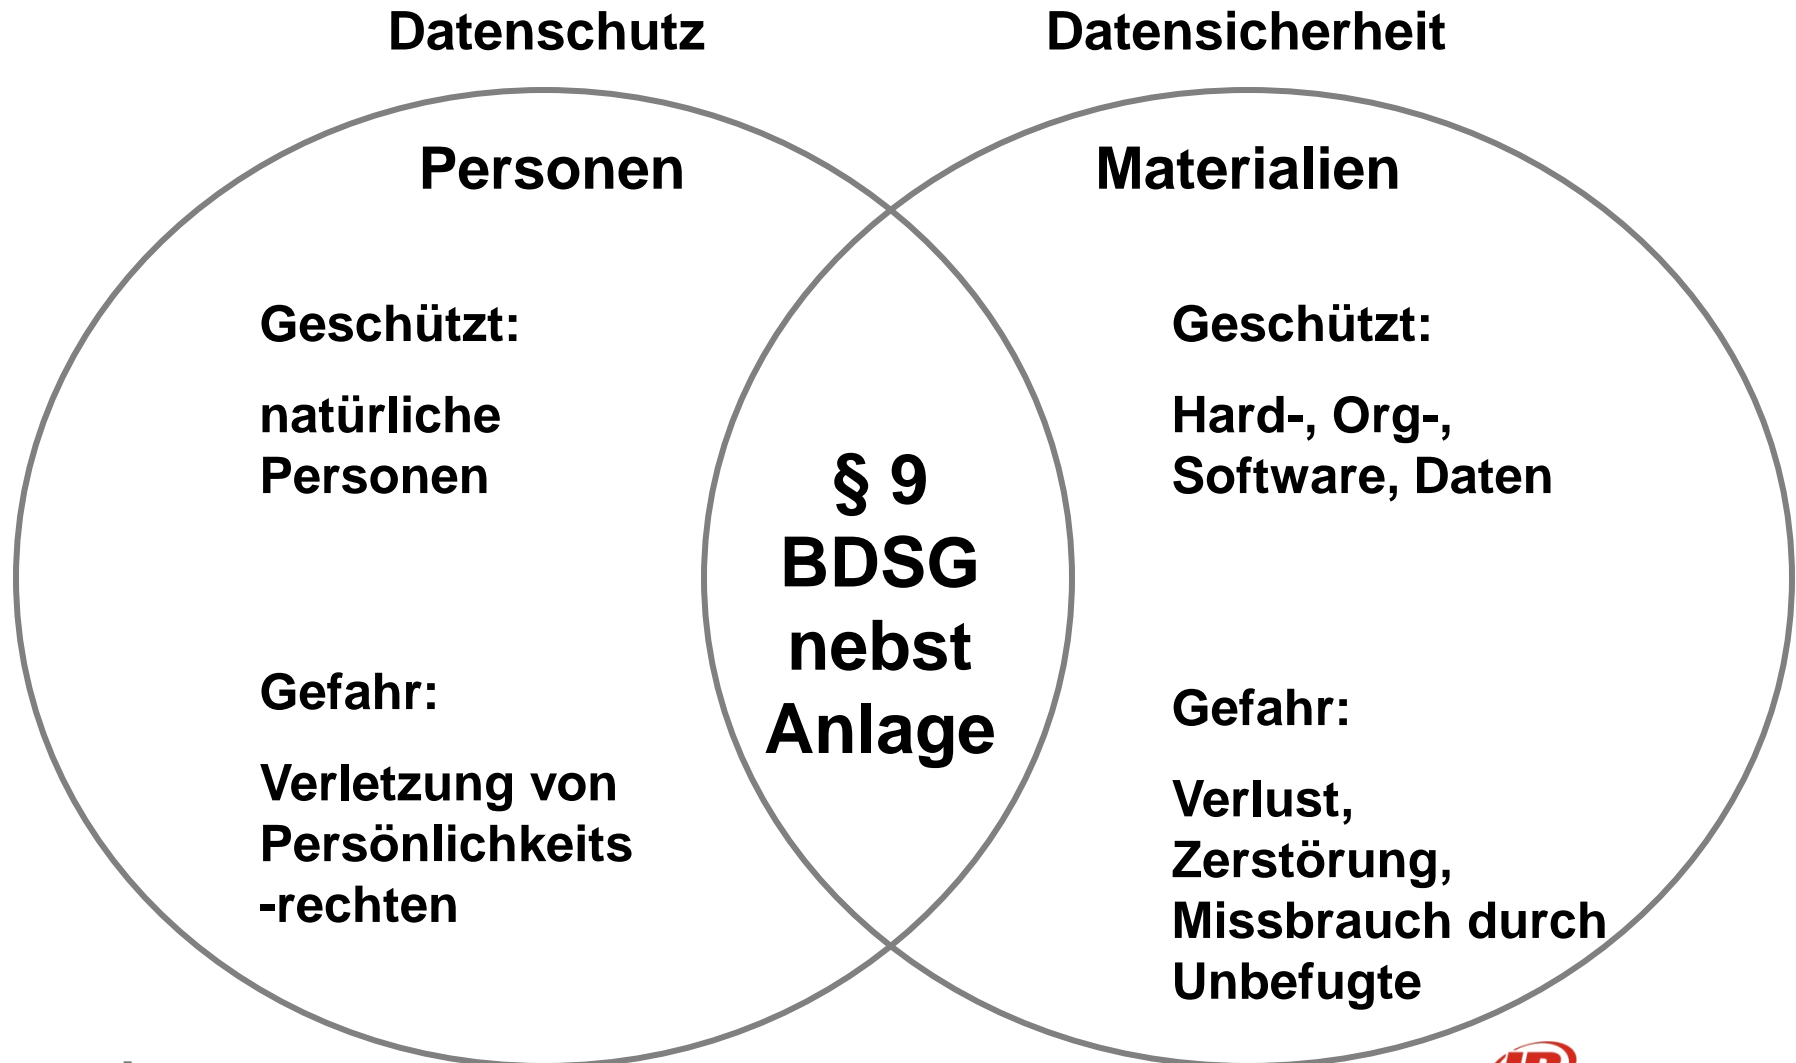 Datenschutz
Datensicherheit
Personen
Geschützt:
natürliche
Personen
Gefahr:
Verletzung von
Persönlichkeits
-rechten
§ 9
BDSG
nebst
Anlage
Materialien
Geschützt:
Hard-, Org-,
Software, Daten
Gefahr:
Verlust,
Zerstörung,
Missbrauch durch
Unbefugte